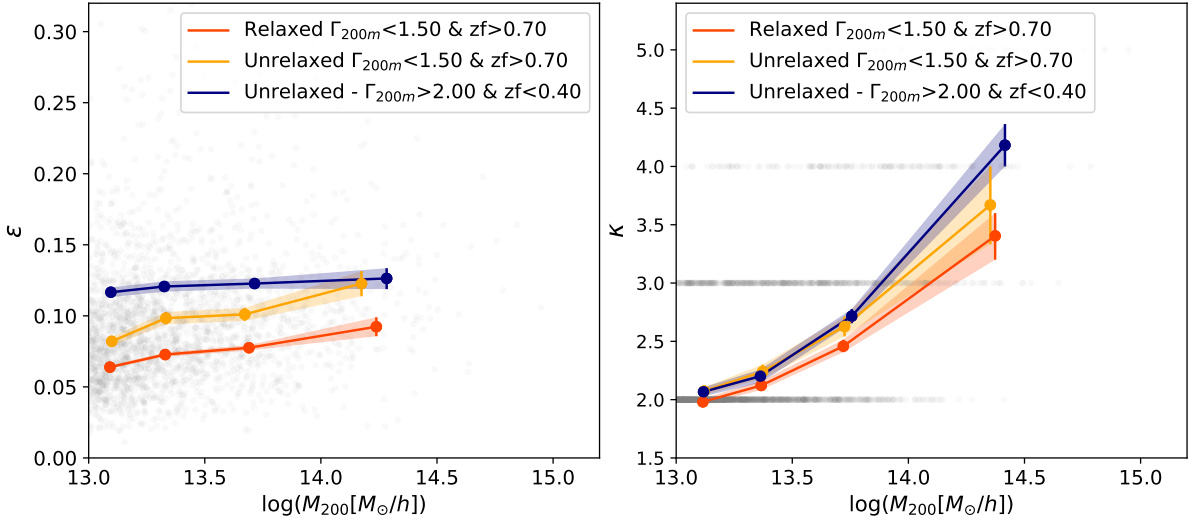 Relaxed Γ200m<1.50 & zf>0.70
Unrelaxed Γ200m<1.50 & zf>0.70
Unrelaxed - Γ200m>2.00 & zf<0.40
0.30
0.25
0.20
0.15
0.10
0.05
0.00
ε
13.0 13.5 14.0 14.5 15.0
log(M200[M⊙/h])
Relaxed Γ200m<1.50 & zf>0.70
Unrelaxed Γ200m<1.50 & zf>0.70
Unrelaxed - Γ200m>2.00 & zf<0.40
5.0
4.5
4.0
3.5
3.0
2.5
2.0
1.5
κ
13.0 13.5 14.0 14.5 15.0
log(M200[M⊙/h])